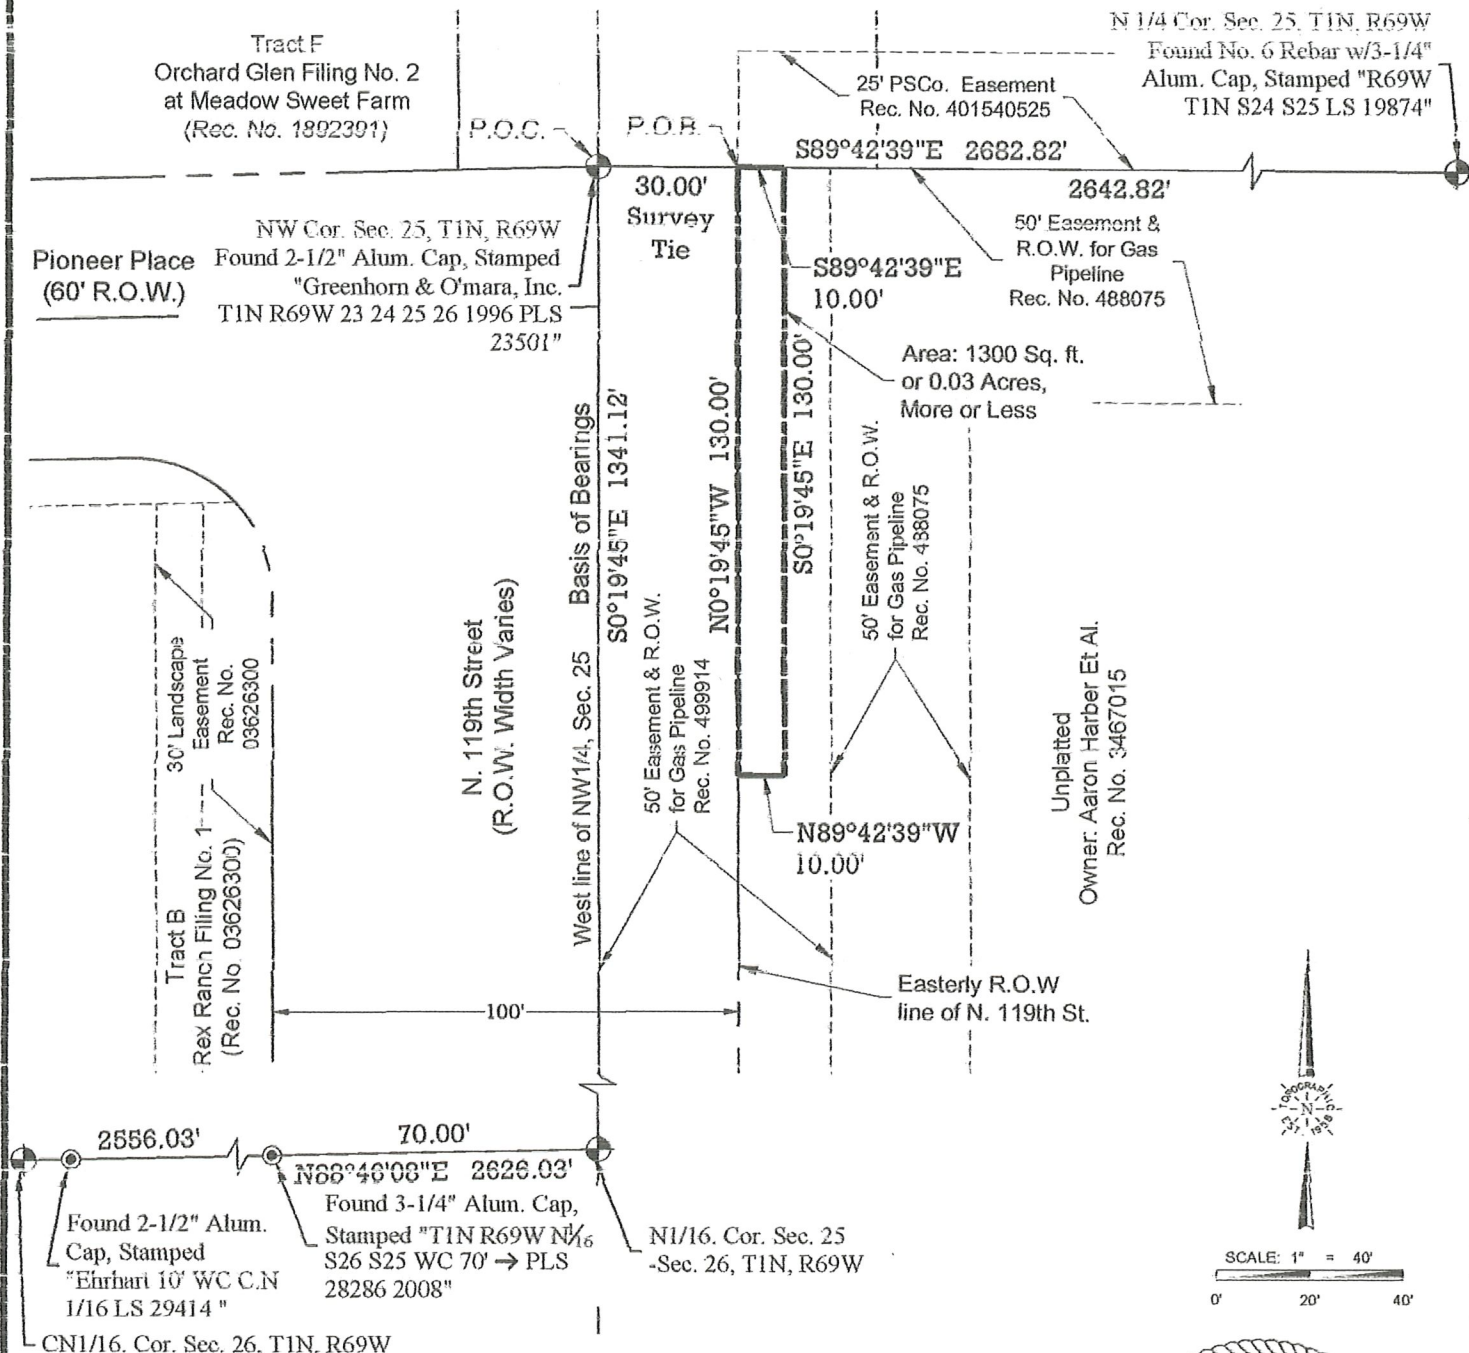 Tract F
Orchard Glen Filing No. 2
at Meadow Sweet Farm
(Rec. No. 1892391)
P.O.C.
P.O.B.
25' PSCo. Easement
Rec. No. 401540525
N 1/4 Cor. Sec. 25, T1N, R69W
Found No. 6 Rebar w/3-1/4"
Alum. Cap, Stamped "R69W
T1N S24 S25 LS 19874"
S89°42'39"E 2682.82'
2642.82'
30.00'
Survey
Tie
NW Cor. Sec. 25, T1N, R69W
Found 2-1/2" Alum. Cap, Stamped
"Greenhorn & O'mara, Inc.
T1N R69W 23 24 25 26 1996 PLS
23501"
Pioneer Place
(60' R.O.W.)
S89°42'39"E
10.00'
50' Easement &
R.O.W. for Gas
Pipeline
Rec. No. 488075
Area: 1300 Sq. ft.
or 0.03 Acres,
More or Less
West line of NW1/4, Sec. 25 Basis of Bearings
S0°19'45"E 1341.12'
N0°19'45"W 130.00'
S0°19'45"E 130.00'
50' Easement & R.O.W.
for Gas Pipeline
Rec. No. 488075
50' Easement & R.O.W.
for Gas Pipeline
Rec. No. 499914
N. 119th Street
(R.O.W. Width Varies)
30' Landscape
Easement
Rec. No.
03626300
Tract B
Rex Ranch Filing No. 1
(Rec. No. 03626300)
Unplatted
Owner: Aaron Harber Et Al.
Rec. No. 3467015
N89°42'39"W
10.00'
Easterly R.O.W
line of N. 119th St.
100'
2556.03'
70.00'
N88°46'08"E 2626.03'
Found 2-1/2" Alum.
Cap, Stamped
"Ehrhart 10' WC C.N
1/16 LS 29414 "
Found 3-1/4" Alum. Cap,
Stamped "T1N R69W N1/16
S26 S25 WC 70' → PLS
28286 2008"
N1/16. Cor. Sec. 25
-Sec. 26, T1N, R69W
CN1/16. Cor. Sec. 26, T1N, R69W
TOPOGRAPHIC
N
EST. 1938
SCALE: 1" = 40'
0' 20' 40'